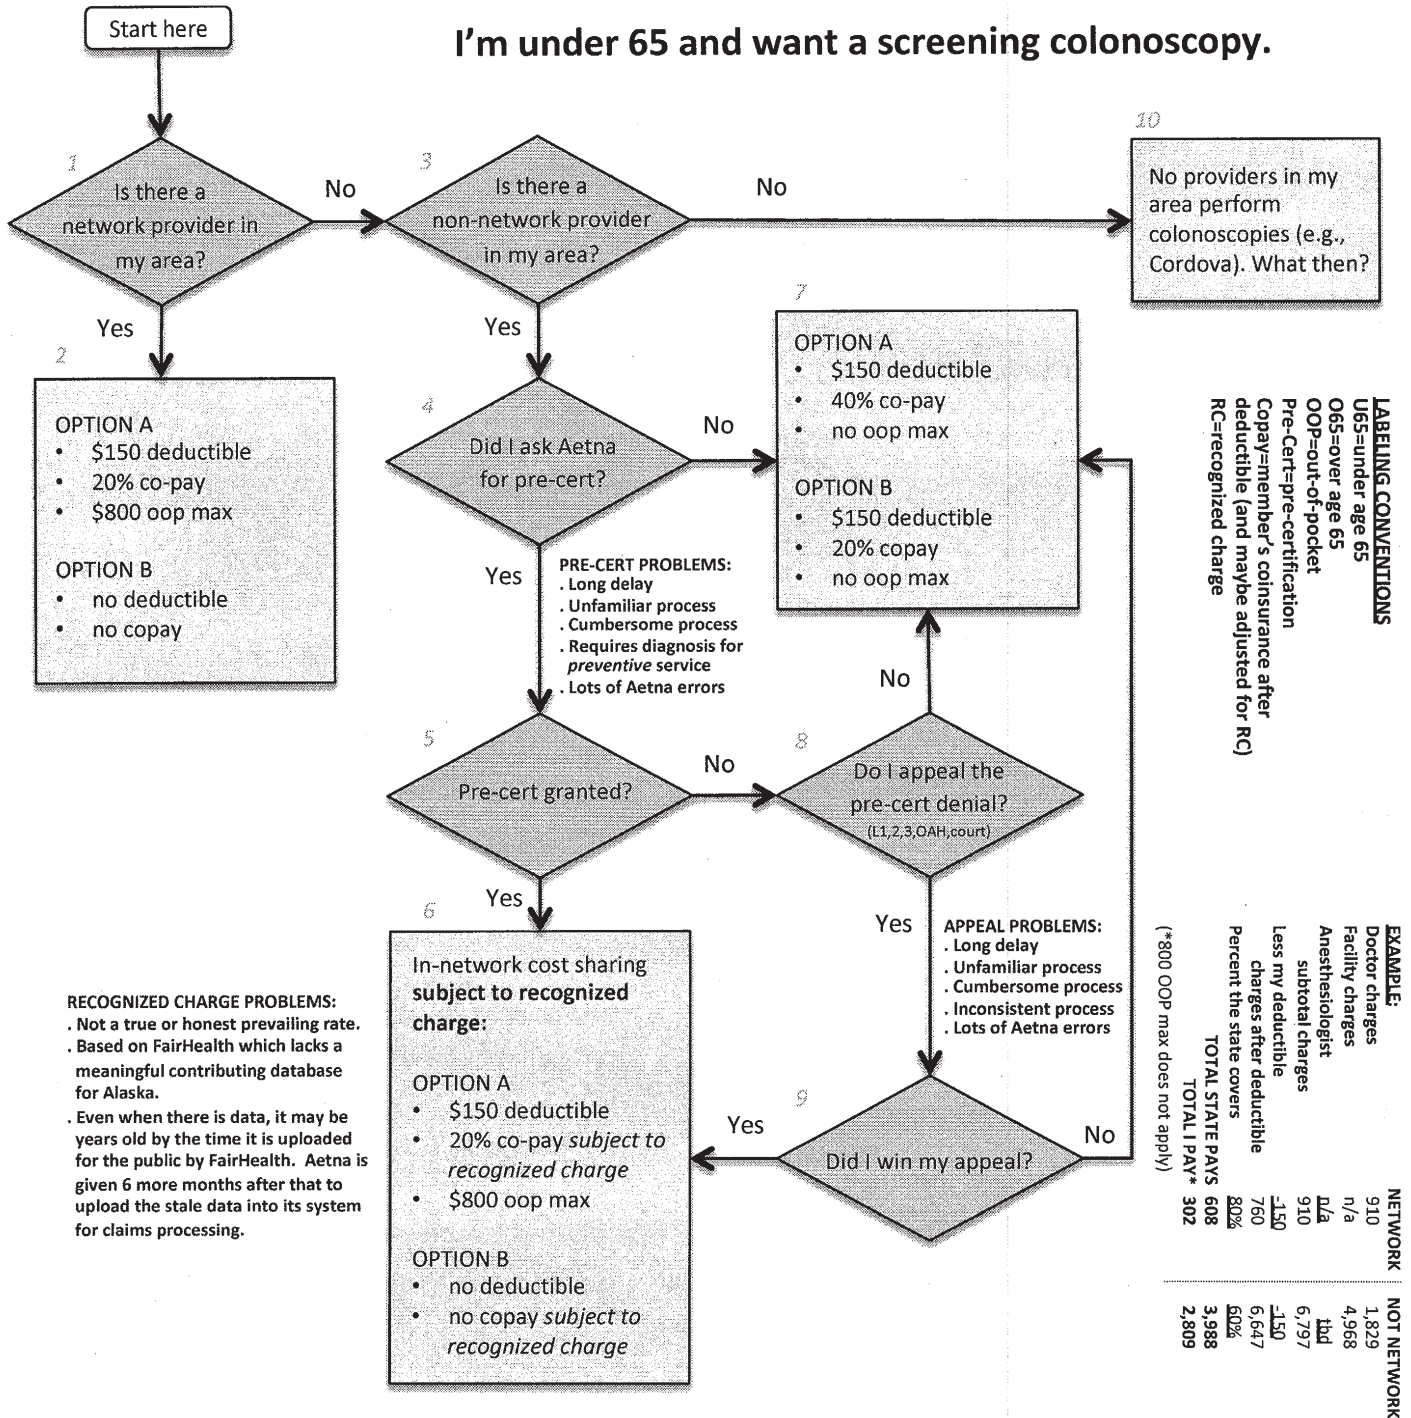 Start here
I'm under 65 and want a screening colonoscopy.
1
Is there a
network provider in
my area?
No
Yes
3
Is there a
non-network provider
in my area?
No
Yes
10
No providers in my
area perform
colonoscopies (e.g.,
Cordova). What then?
2
OPTION A
• $150 deductible
• 20% co-pay
• $800 oop max
OPTION B
• no deductible
• no copay
4
Did I ask Aetna
for pre-cert?
No
Yes
7
OPTION A
• $150 deductible
• 40% co-pay
• no oop max
OPTION B
• $150 deductible
• 20% copay
• no oop max
LABELING CONVENTIONS
U65=under age 65
O65=over age 65
OOP=out-of-pocket
Pre-Cert=pre-certification
Copay=member's coinsurance after
deductible (and maybe adjusted for RC)
RC=recognized charge
PRE-CERT PROBLEMS:
. Long delay
. Unfamiliar process
. Cumbersome process
. Requires diagnosis for
preventive service
. Lots of Aetna errors
5
Pre-cert granted?
No
Yes
8
Do I appeal the
pre-cert denial?
(L1,2,3,OAH,court)
No
Yes
APPEAL PROBLEMS:
. Long delay
. Unfamiliar process
. Cumbersome process
. Inconsistent process
. Lots of Aetna errors
6
In-network cost sharing
subject to recognized
charge:
OPTION A
• $150 deductible
• 20% co-pay subject to
recognized charge
• $800 oop max
OPTION B
• no deductible
• no copay subject to
recognized charge
9
Did I win my appeal?
Yes
No
RECOGNIZED CHARGE PROBLEMS:
. Not a true or honest prevailing rate.
. Based on FairHealth which lacks a
meaningful contributing database
for Alaska.
. Even when there is data, it may be
years old by the time it is uploaded
for the public by FairHealth. Aetna is
given 6 more months after that to
upload the stale data into its system
for claims processing.
EXAMPLE: NETWORK NOT NETWORK
Doctor charges 910 1,829
Facility charges n/a 4,968
Anesthesiologist n/a tbd
subtotal charges 910 6,797
Less my deductible -150 -150
charges after deductible 760 6,647
Percent the state covers 80% 60%
TOTAL STATE PAYS 608 3,988
TOTAL I PAY* 302 2,809
(*800 OOP max does not apply)